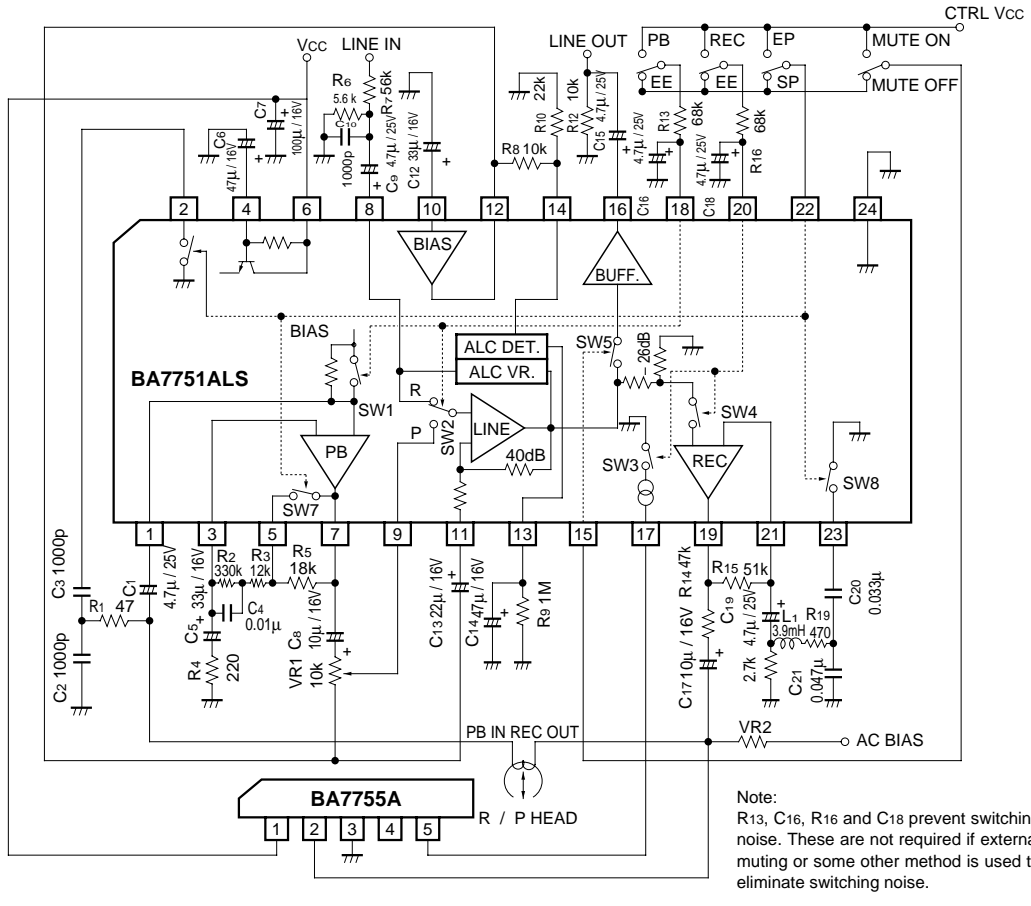 CTRL VCC
VCC
LINE IN
LINE OUT
PB
REC
EP
MUTE ON
EE
EE
SP
MUTE OFF
C7
100μ / 16V
C6
47μ / 16V
R6
5.6 k
R7 56k
C10
1000p
C9 4.7μ / 25V
C12 33μ / 16V
R8 10k
R10
22k
R12
10k
C15
4.7μ / 25V
C16
4.7μ / 25V
R13
68k
C18
4.7μ / 25V
R16
68k
2
4
6
8
10
12
14
16
18
20
22
24
BIAS
BUFF.
BIAS
ALC DET.
ALC VR.
SW5
-26dB
BA7751ALS
SW1
R
P
SW2
LINE
40dB
SW4
SW3
REC
PB
SW7
SW8
1
3
5
7
9
11
13
15
17
19
21
23
C3 1000p
R1
47
C2 1000p
C1
4.7μ / 25V
33μ / 16V
C5
R4
220
R2
330k
R3
12k
C4
0.01μ
R5
18k
C8
10μ / 16V
VR1
10k
C13 22μ / 16V
C14 47μ / 16V
R9 1M
R14 47k
C17 10μ / 16V
R15 51k
C19
4.7μ / 25V
L1
3.9mH
R19
470
2.7k
C20
0.033μ
C21
0.047μ
PB IN REC OUT
VR2
AC BIAS
R / P HEAD
BA7755A
1
2
3
4
5
Note:
R13, C16, R16 and C18 prevent switchin
noise. These are not required if externa
muting or some other method is used t
eliminate switching noise.